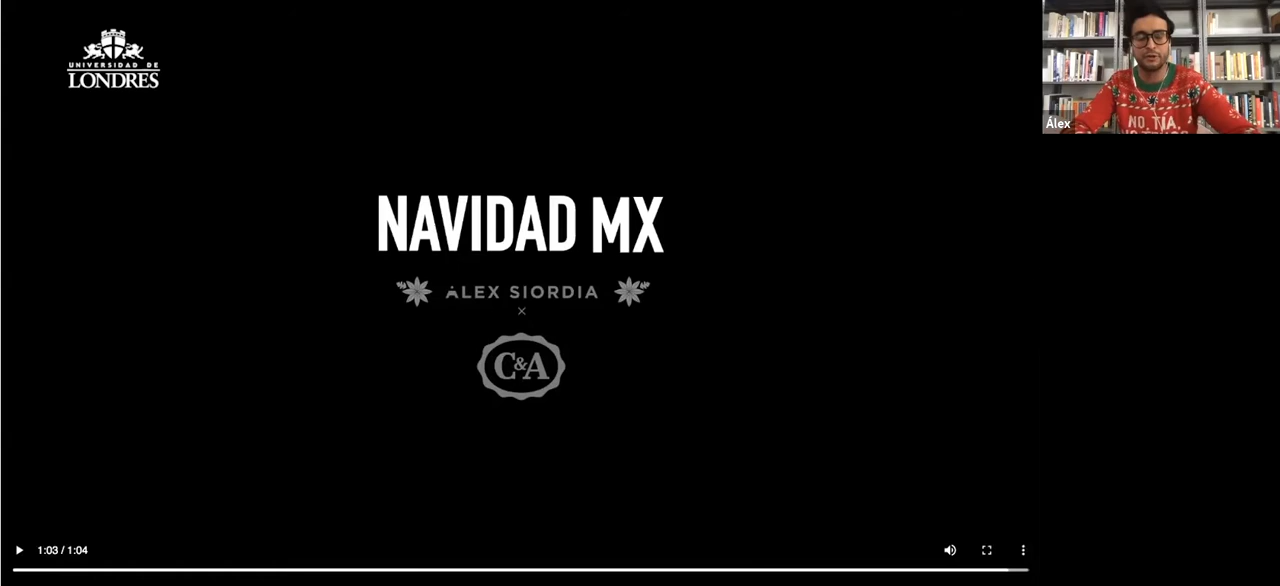 UNIVERSIDAD DE
LONDRES
NAVIDAD MX
ÁLEX SIORDIA
×
C&A
1:03 / 1:04
Álex
NO, TÍA,